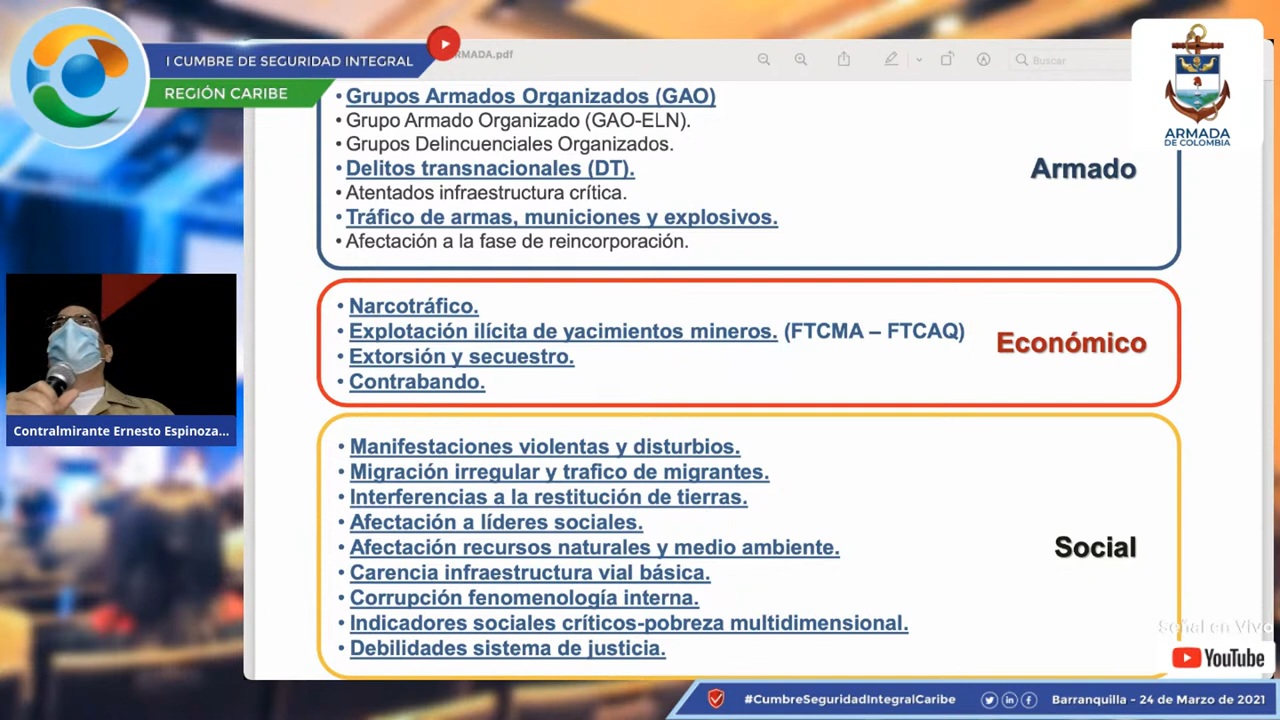 I CUMBRE DE SEGURIDAD INTEGRAL
REGIÓN CARIBE
RMADA.pdf
Buscar
ARMADA
DE COLOMBIA
• Grupos Armados Organizados (GAO)
• Grupo Armado Organizado (GAO-ELN).
• Grupos Delincuenciales Organizados.
• Delitos transnacionales (DT).
• Atentados infraestructura crítica.
• Tráfico de armas, municiones y explosivos.
• Afectación a la fase de reincorporación.
Armado
• Narcotráfico.
• Explotación ilícita de yacimientos mineros. (FTCMA – FTCAQ)
• Extorsión y secuestro.
• Contrabando.
Económico
Contralmirante Ernesto Espinoza...
• Manifestaciones violentas y disturbios.
• Migración irregular y trafico de migrantes.
• Interferencias a la restitución de tierras.
• Afectación a líderes sociales.
• Afectación recursos naturales y medio ambiente.
• Carencia infraestructura vial básica.
• Corrupción fenomenología interna.
• Indicadores sociales críticos-pobreza multidimensional.
• Debilidades sistema de justicia.
Social
Señal en Vivo
YouTube
#CumbreSeguridadIntegralCaribe
Barranquilla - 24 de Marzo de 2021